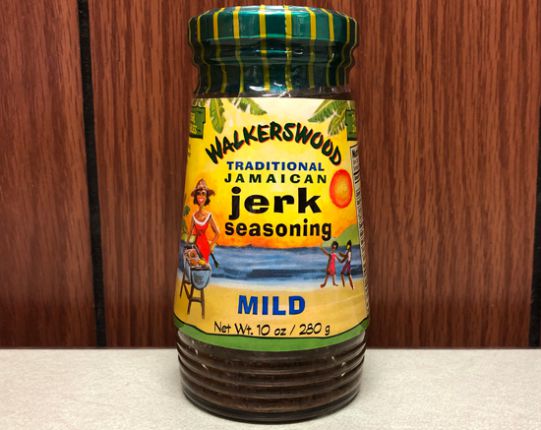 WALKERSWOOD
TRADITIONAL
JAMAICAN
jerk
seasoning
MILD
Net Wt. 10 oz / 280 g